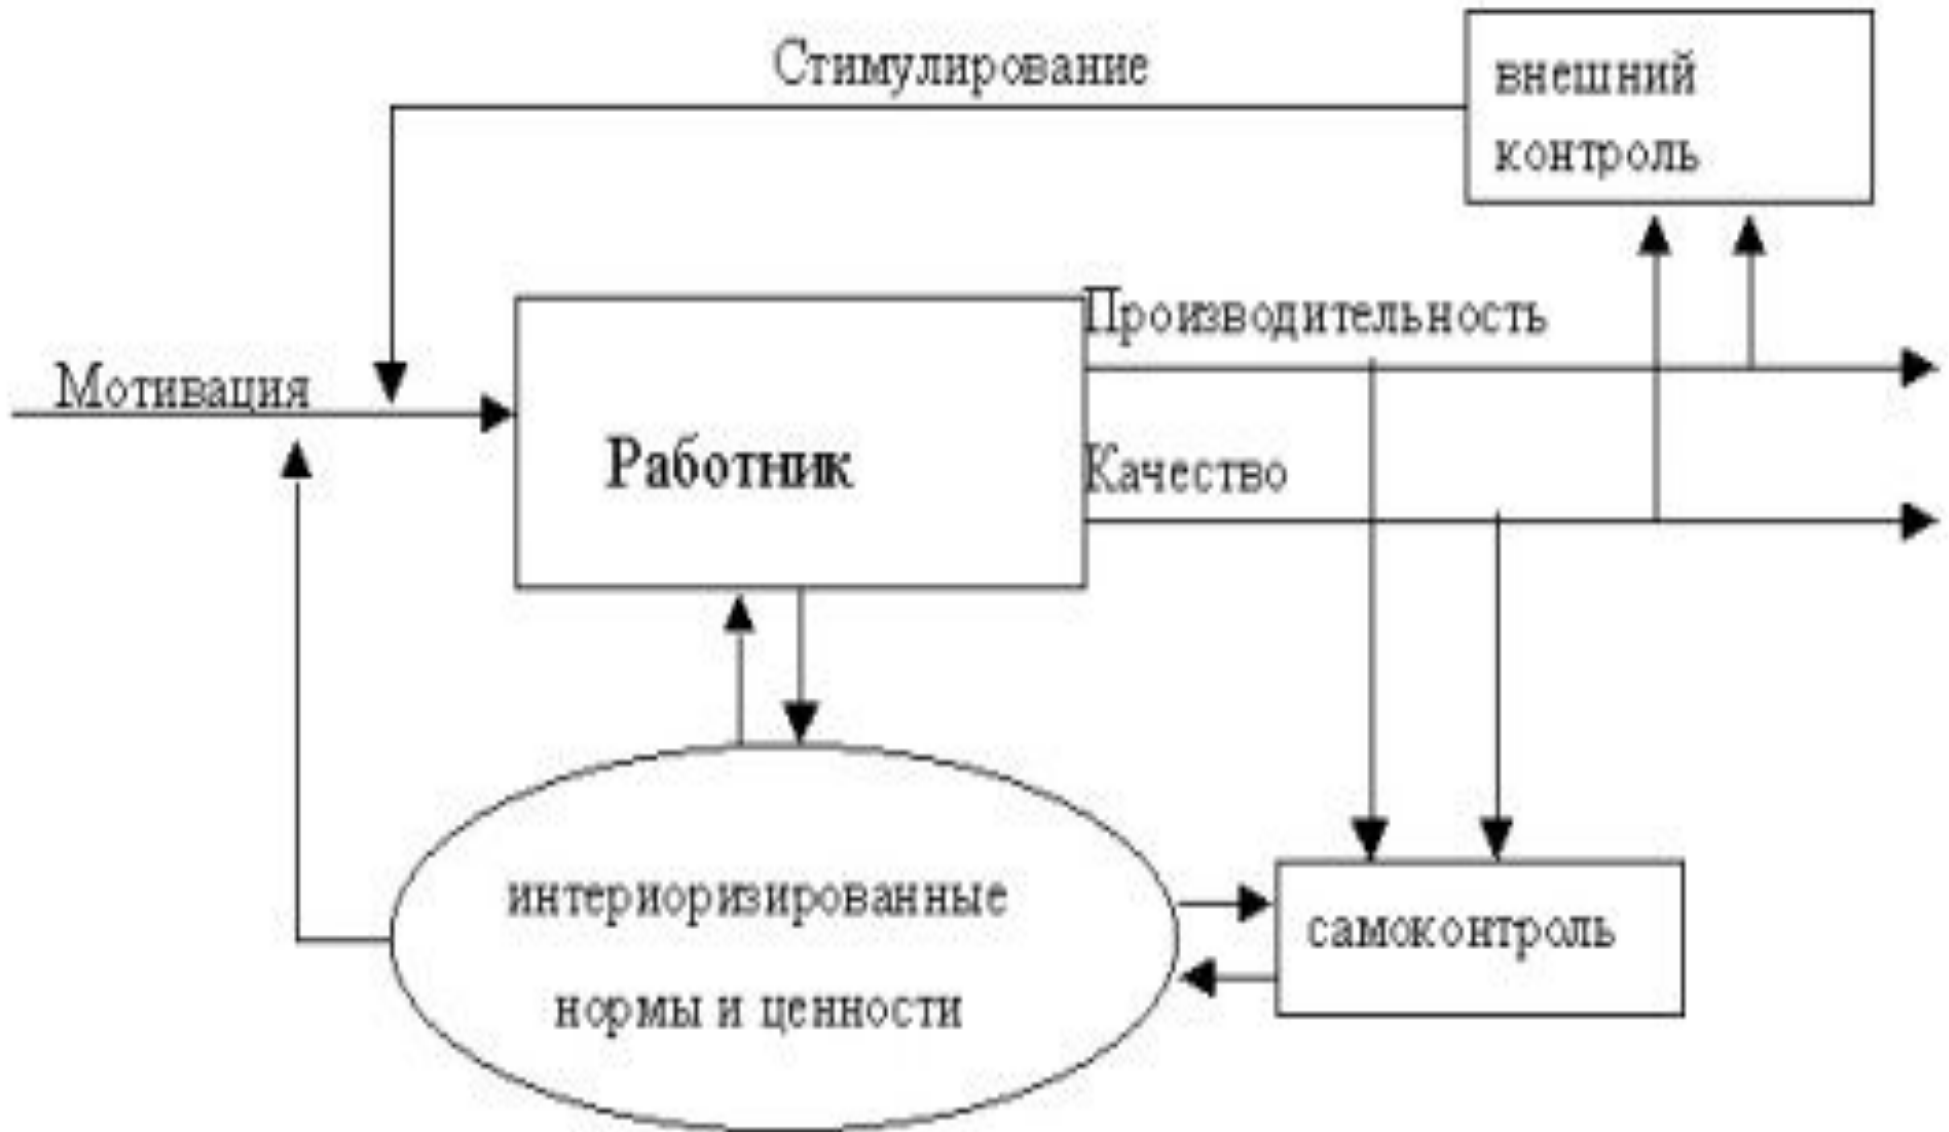 Стимулирование
внешний
контроль
Производительность
Мотивация
Работник
Качество
интериоризированные
нормы и ценности
самоконтроль